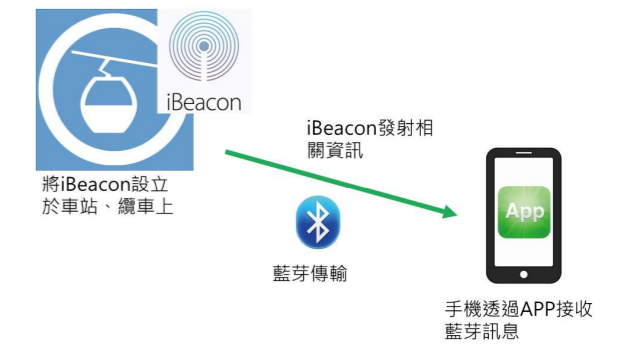 iBeacon
將iBeacon設立
於車站、纜車上
iBeacon發射相
關資訊
藍芽傳輸
App
手機透過APP接收
藍芽訊息